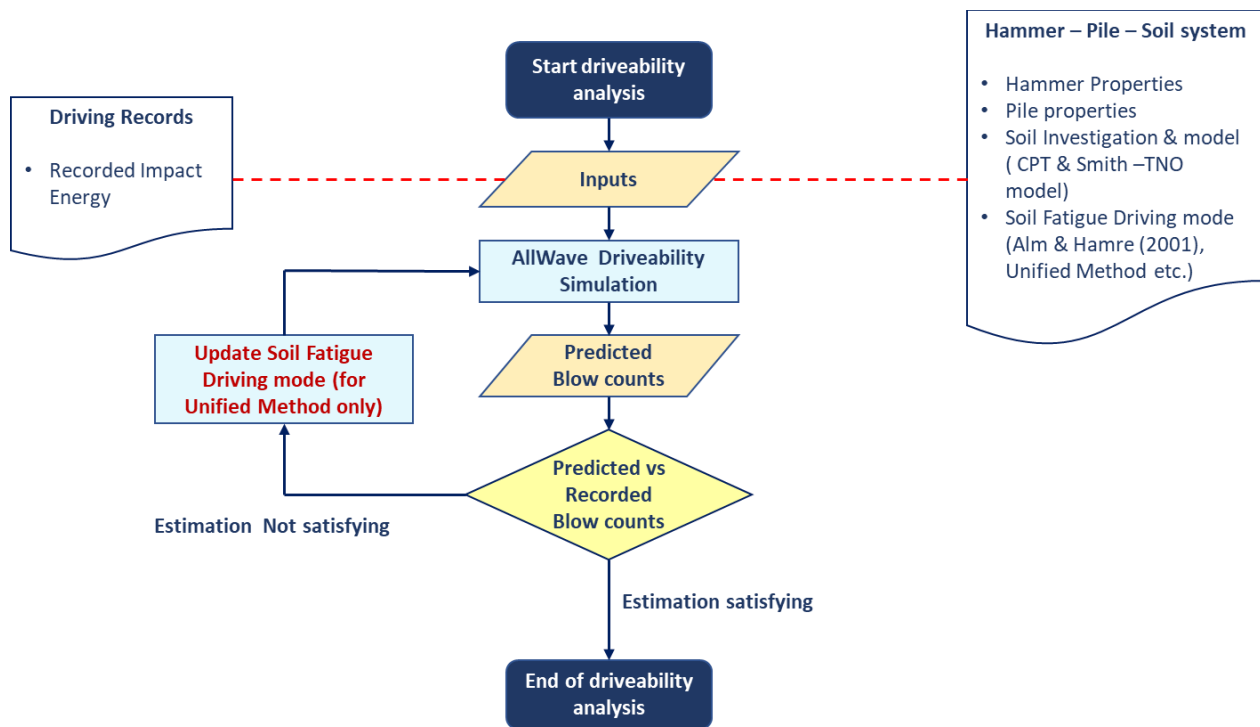 Start driveability
analysis
Driving Records
• Recorded Impact
Energy
Inputs
Hammer – Pile – Soil system
• Hammer Properties
• Pile properties
• Soil Investigation & model
( CPT & Smith –TNO
model)
• Soil Fatigue Driving mode
(Alm & Hamre (2001),
Unified Method etc.)
AllWave Driveability
Simulation
Update Soil Fatigue
Driving mode (for
Unified Method only)
Predicted
Blow counts
Predicted vs
Recorded
Blow counts
Estimation Not satisfying
Estimation satisfying
End of driveability
analysis